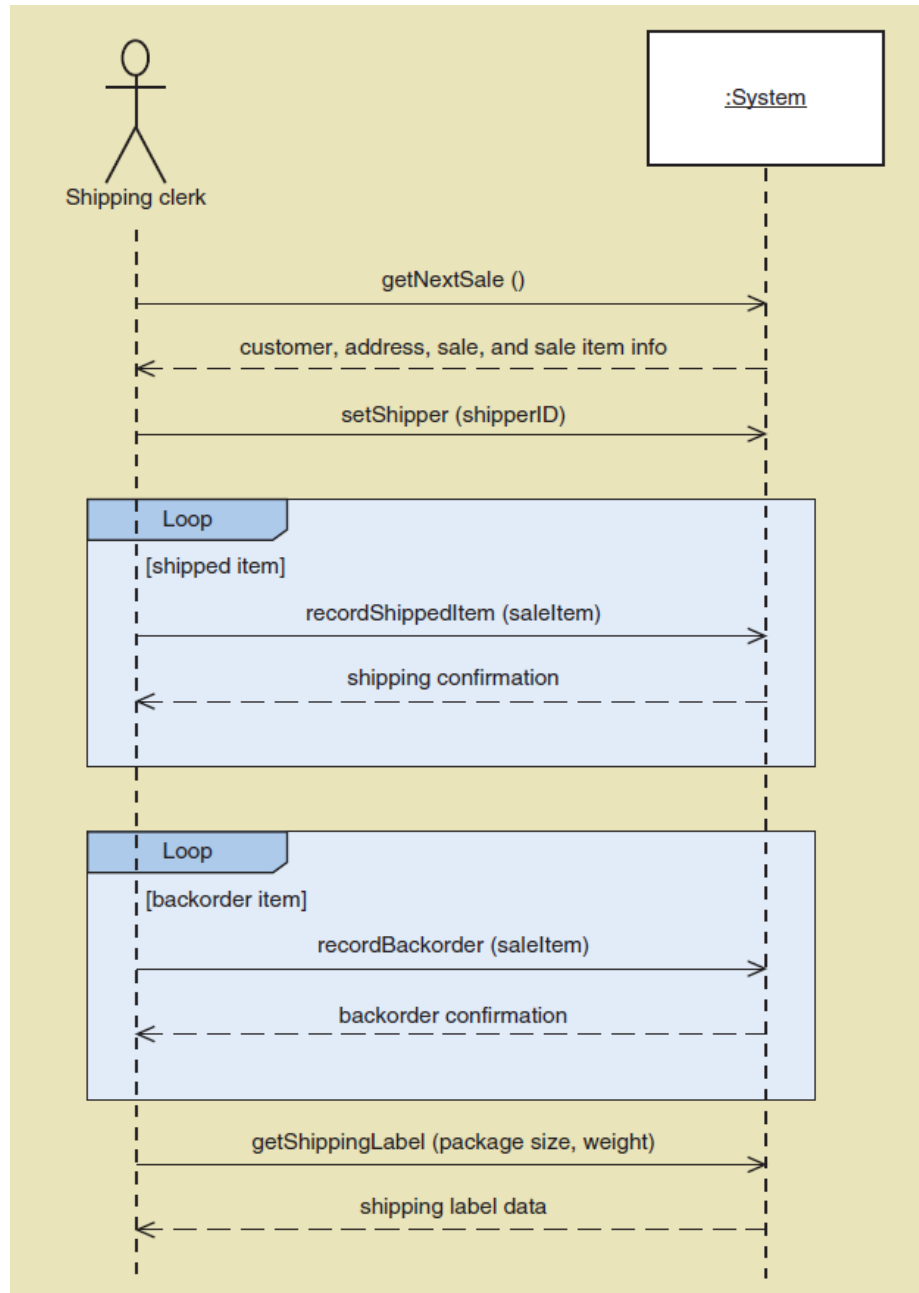 :System
Shipping clerk
getNextSale ()
customer, address, sale, and sale item info
setShipper (shipperID)
Loop
[shipped item]
recordShippedItem (saleItem)
shipping confirmation
Loop
[backorder item]
recordBackorder (saleItem)
backorder confirmation
getShippingLabel (package size, weight)
shipping label data